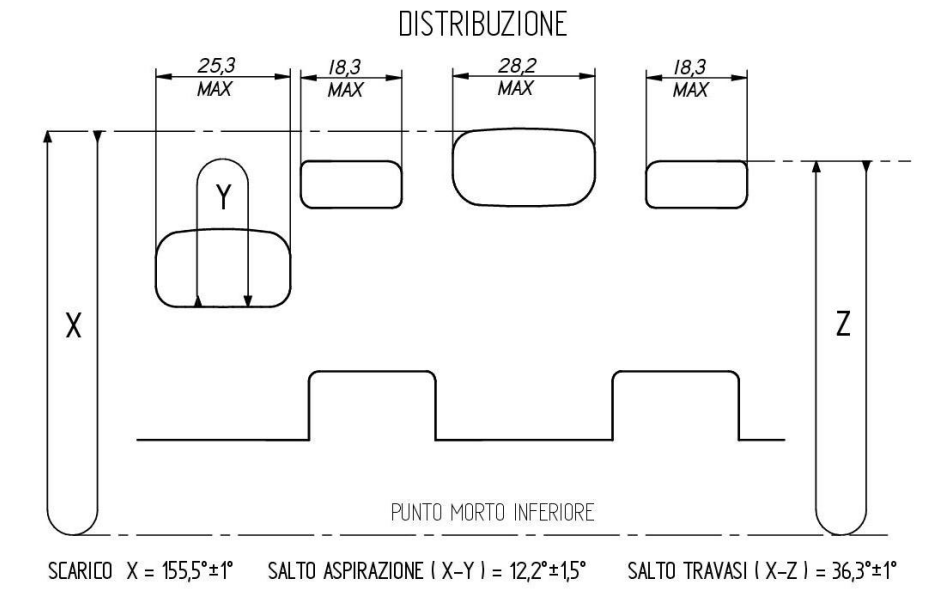 DISTRIBUZIONE
25,3 18,3 28,2 18,3
MAX MAX MAX MAX
Y
X
Z
PUNTO MORTO INFERIORE
SCARICO X = 155,5°±1° SALTO ASPIRAZIONE ( X-Y ) = 12,2°±1,5° SALTO TRAVASI ( X-Z ) = 36,3°±1°